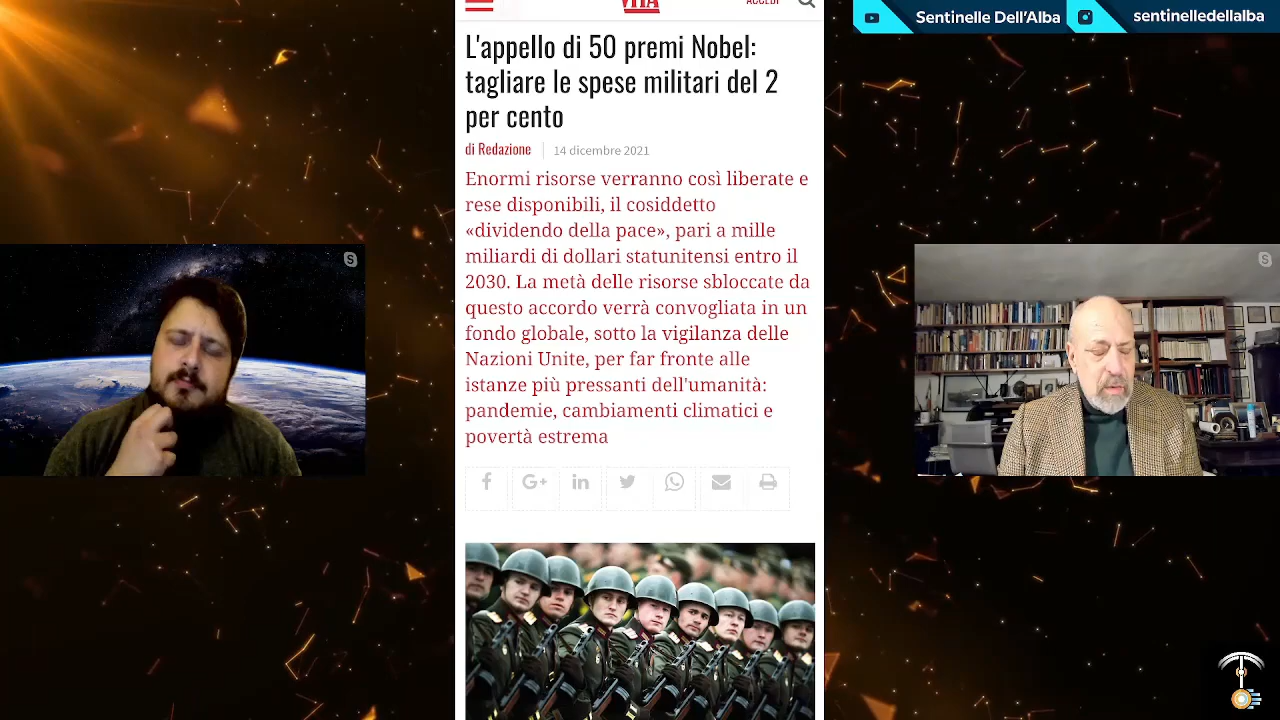 VITA
ACCEDI
Sentinelle Dell'Alba
sentinelledellalba
L'appello di 50 premi Nobel:
tagliare le spese militari del 2
per cento
di Redazione
14 dicembre 2021
Enormi risorse verranno così liberate e
rese disponibili, il cosiddetto
«dividendo della pace», pari a mille
miliardi di dollari statunitensi entro il
2030. La metà delle risorse sbloccate da
questo accordo verrà convogliata in un
fondo globale, sotto la vigilanza delle
Nazioni Unite, per far fronte alle
istanze più pressanti dell'umanità:
pandemie, cambiamenti climatici e
povertà estrema